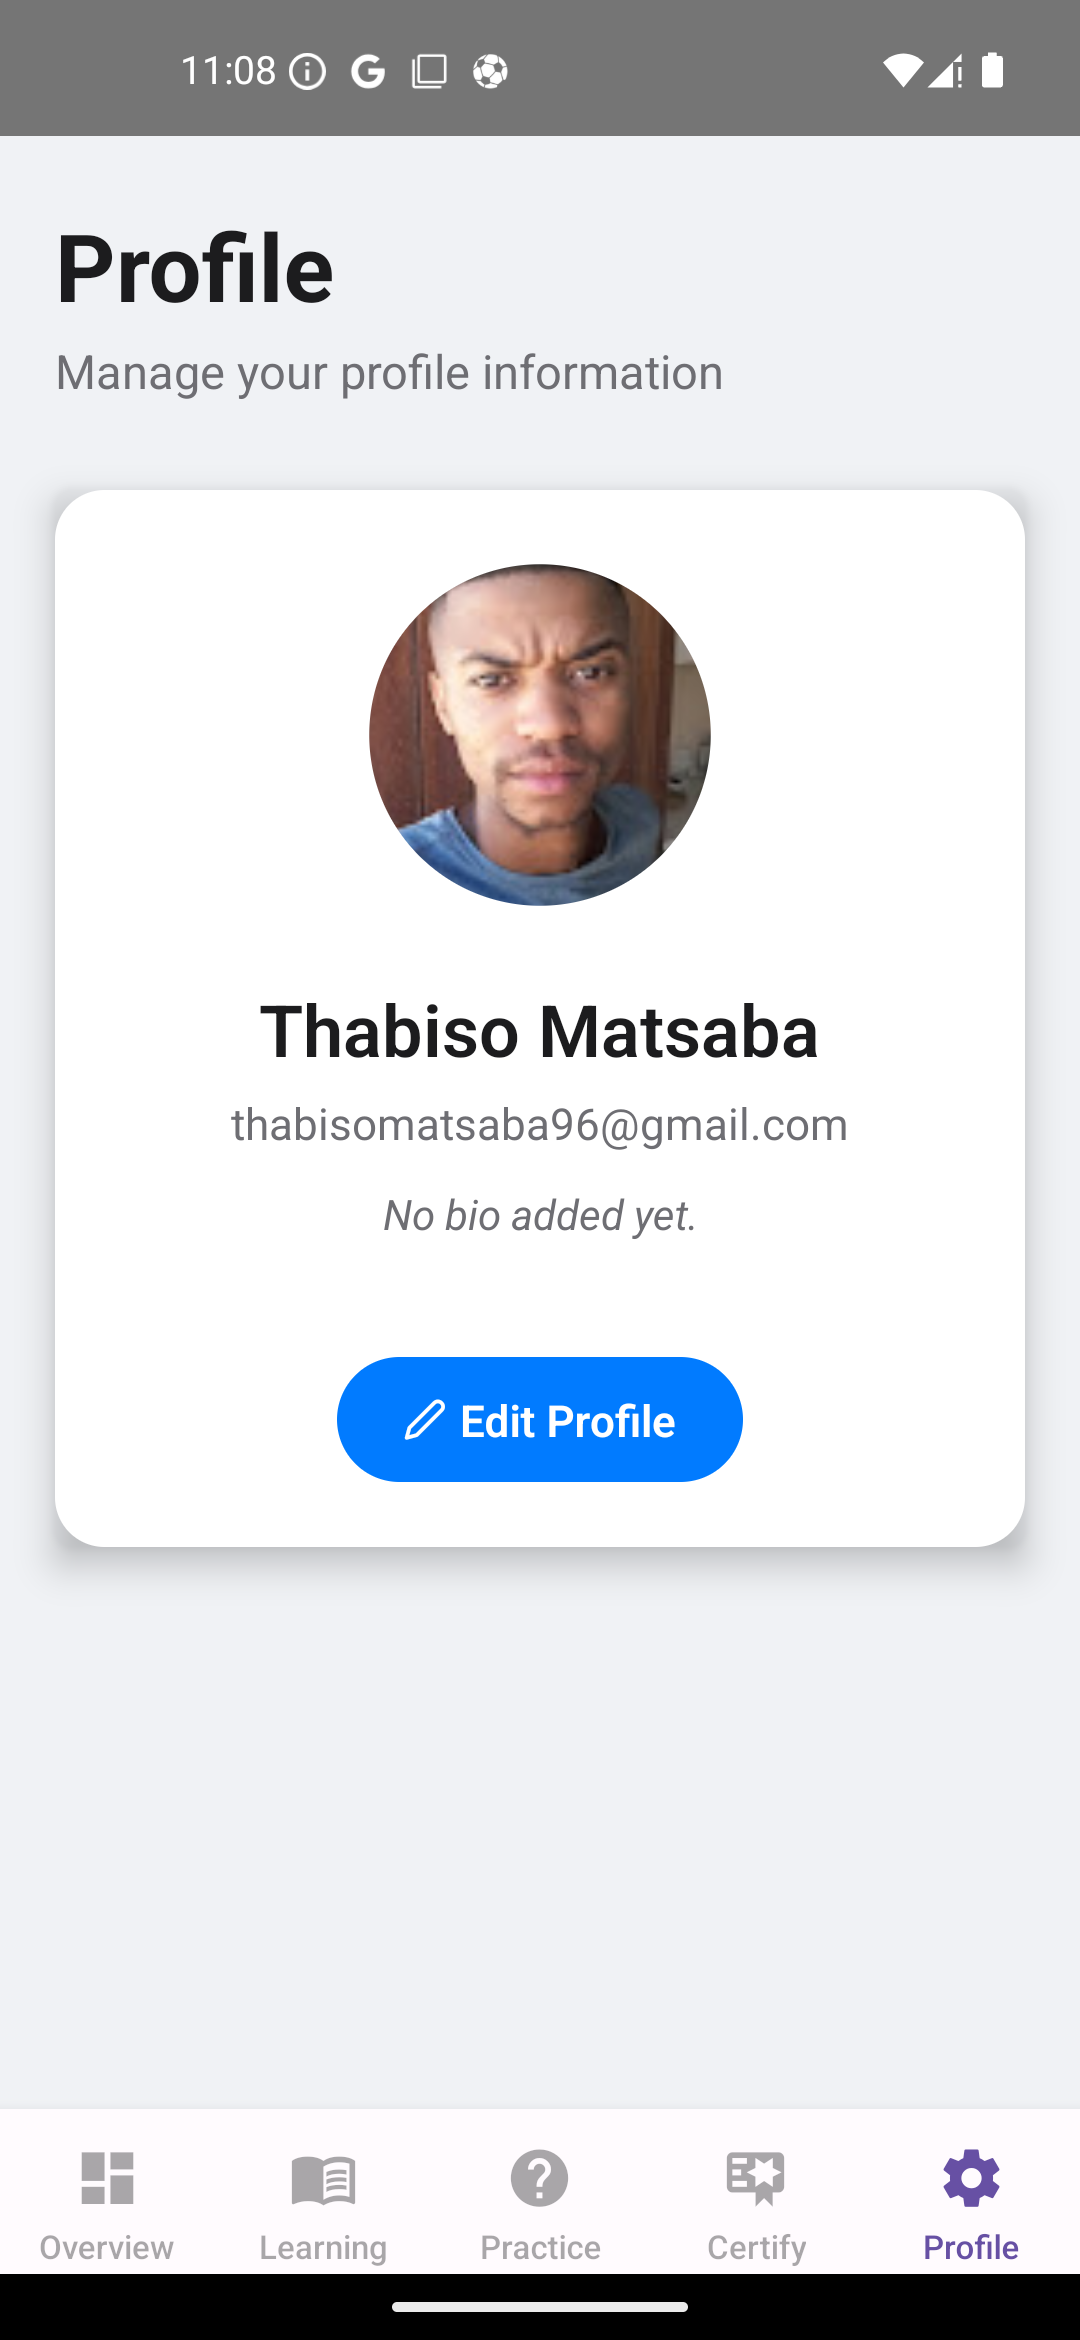 11:08
Profile
Manage your profile information
Thabiso Matsaba
thabisomatsaba96@gmail.com
No bio added yet.
Edit Profile
Overview
Learning
Practice
Certify
Profile